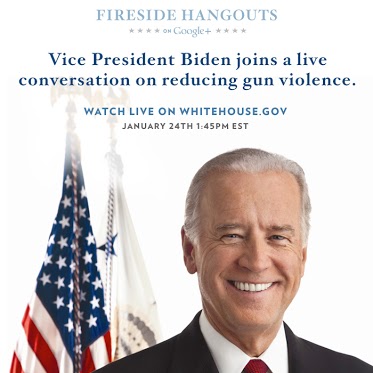 FIRESIDE HANGOUTS
★★★★ ON Google+ ★★★★
Vice President Biden joins a live
conversation on reducing gun violence.
WATCH LIVE ON WHITEHOUSE.GOV
JANUARY 24TH 1:45PM EST